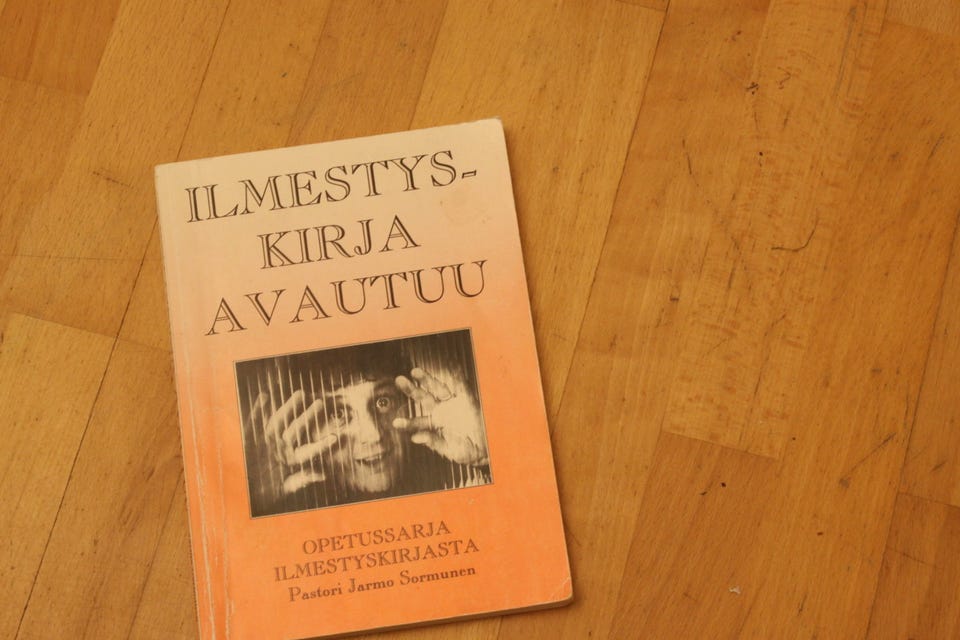 ILMESTYS-
KIRJA
AVAUTUU
OPETUSSARJA
ILMESTYSKIRJASTA
Pastori Jarmo Sormunen